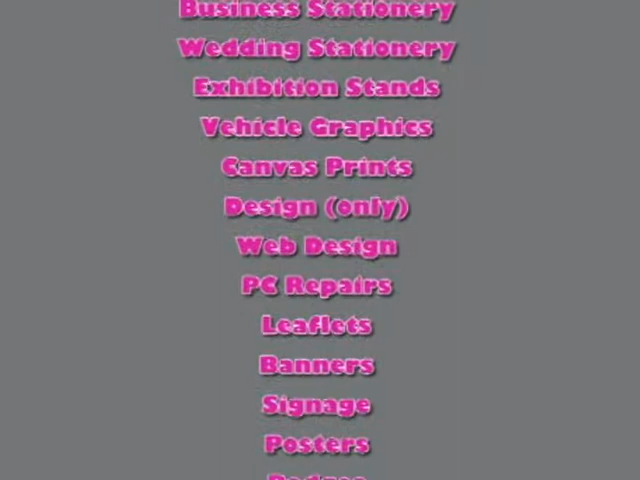 Business Stationery
Wedding Stationery
Exhibition Stands
Vehicle Graphics
Canvas Prints
Design (only)
Web Design
PC Repairs
Leaflets
Banners
Signage
Posters